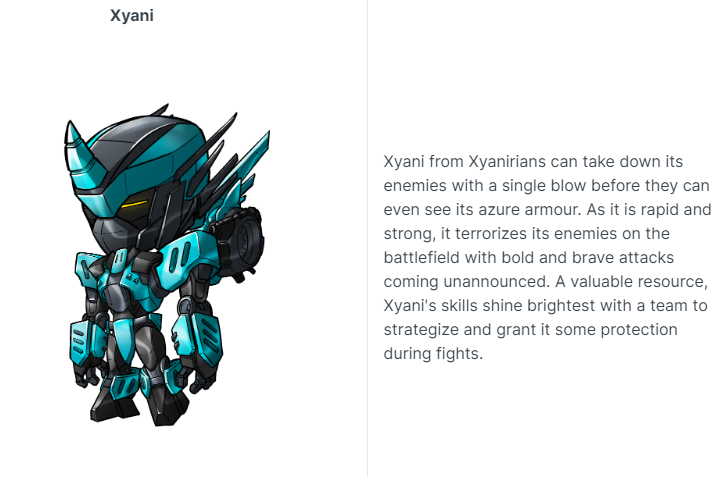 Xyani
Xyani from Xyanirians can take down its
enemies with a single blow before they can
even see its azure armour. As it is rapid and
strong, it terrorizes its enemies on the
battlefield with bold and brave attacks
coming unannounced. A valuable resource,
Xyani's skills shine brightest with a team to
strategize and grant it some protection
during fights.